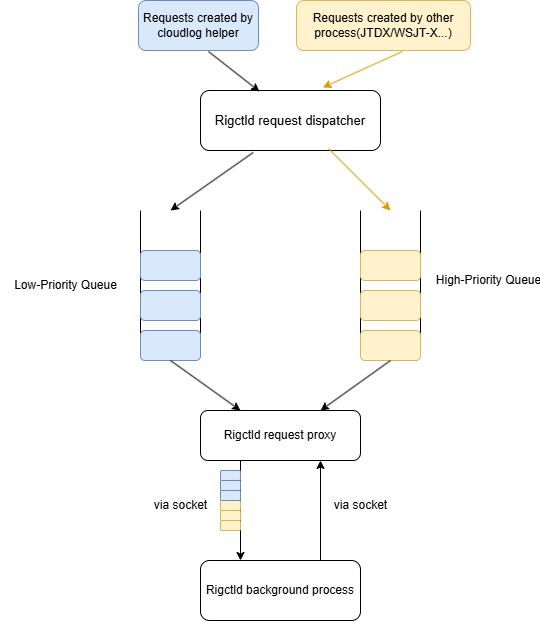 Requests created by
cloudlog helper
Requests created by other
process(JTDX/WSJT-X...)
Rigctld request dispatcher
Low-Priority Queue
High-Priority Queue
Rigctld request proxy
via socket
via socket
Rigctld background process